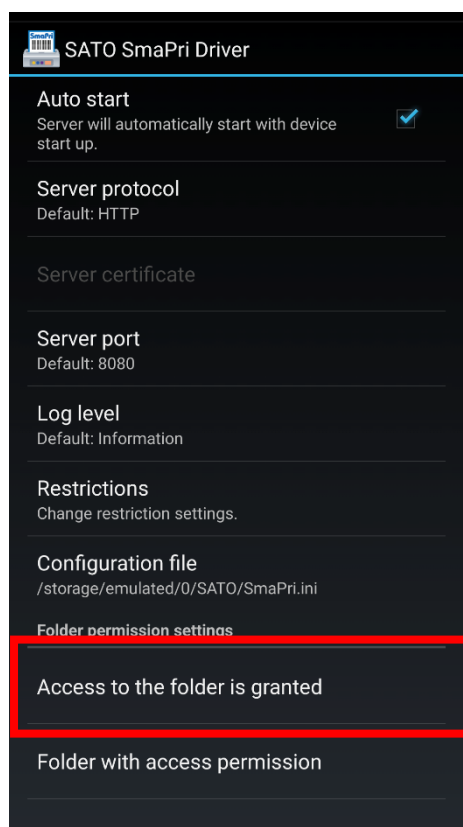 SmaPri
SATO SmaPri Driver
Auto start
Server will automatically start with device
start up.
Server protocol
Default: HTTP
Server certificate
Server port
Default: 8080
Log level
Default: Information
Restrictions
Change restriction settings.
Configuration file
/storage/emulated/0/SATO/SmaPri.ini
Folder permission settings
Access to the folder is granted
Folder with access permission